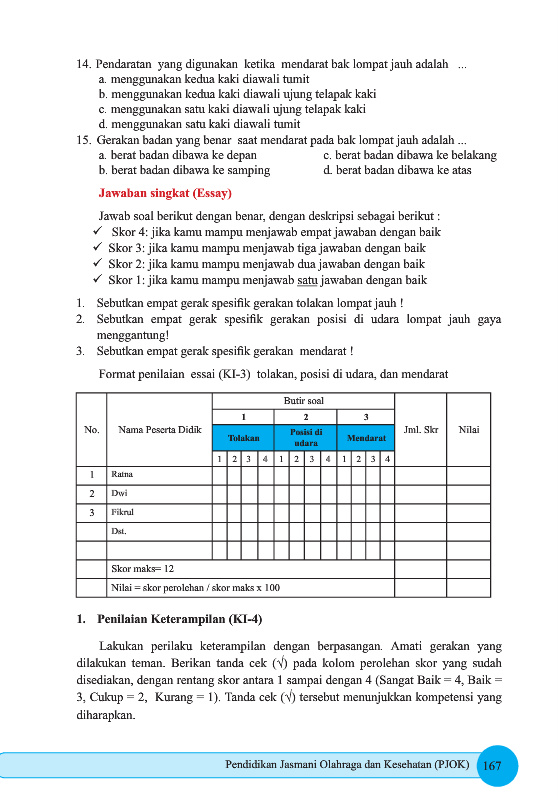 14. Pendaratan yang digunakan ketika mendarat bak lompat jauh adalah ...
a. menggunakan kedua kaki diawali tumit
b. menggunakan kedua kaki diawali ujung telapak kaki
c. menggunakan satu kaki diawali ujung telapak kaki
d. menggunakan satu kaki diawali tumit
15. Gerakan badan yang benar saat mendarat pada bak lompat jauh adalah ...
a. berat badan dibawa ke depan c. berat badan dibawa ke belakang
b. berat badan dibawa ke samping d. berat badan dibawa ke atas
Jawaban singkat (Essay)
Jawab soal berikut dengan benar, dengan deskripsi sebagai berikut :
✓ Skor 4: jika kamu mampu menjawab empat jawaban dengan baik
✓ Skor 3: jika kamu mampu menjawab tiga jawaban dengan baik
✓ Skor 2: jika kamu mampu menjawab dua jawaban dengan baik
✓ Skor 1: jika kamu mampu menjawab satu jawaban dengan baik
1. Sebutkan empat gerak spesifik gerakan tolakan lompat jauh !
2. Sebutkan empat gerak spesifik gerakan posisi di udara lompat jauh gaya
menggantung!
3. Sebutkan empat gerak spesifik gerakan mendarat !
Format penilaian essai (KI-3) tolakan, posisi di udara, dan mendarat
No. Nama Peserta Didik Butir soal Jml. Skr Nilai
1 2 3
Tolakan Posisi di udara Mendarat
1 2 3 4 1 2 3 4 1 2 3 4
1 Ratna
2 Dwi
3 Fikrul
Dst.
Skor maks= 12
Nilai = skor perolehan / skor maks x 100
1. Penilaian Keterampilan (KI-4)
Lakukan perilaku keterampilan dengan berpasangan. Amati gerakan yang
dilakukan teman. Berikan tanda cek (√) pada kolom perolehan skor yang sudah
disediakan, dengan rentang skor antara 1 sampai dengan 4 (Sangat Baik = 4, Baik =
3, Cukup = 2, Kurang = 1). Tanda cek (√) tersebut menunjukkan kompetensi yang
diharapkan.
Pendidikan Jasmani Olahraga dan Kesehatan (PJOK) 167